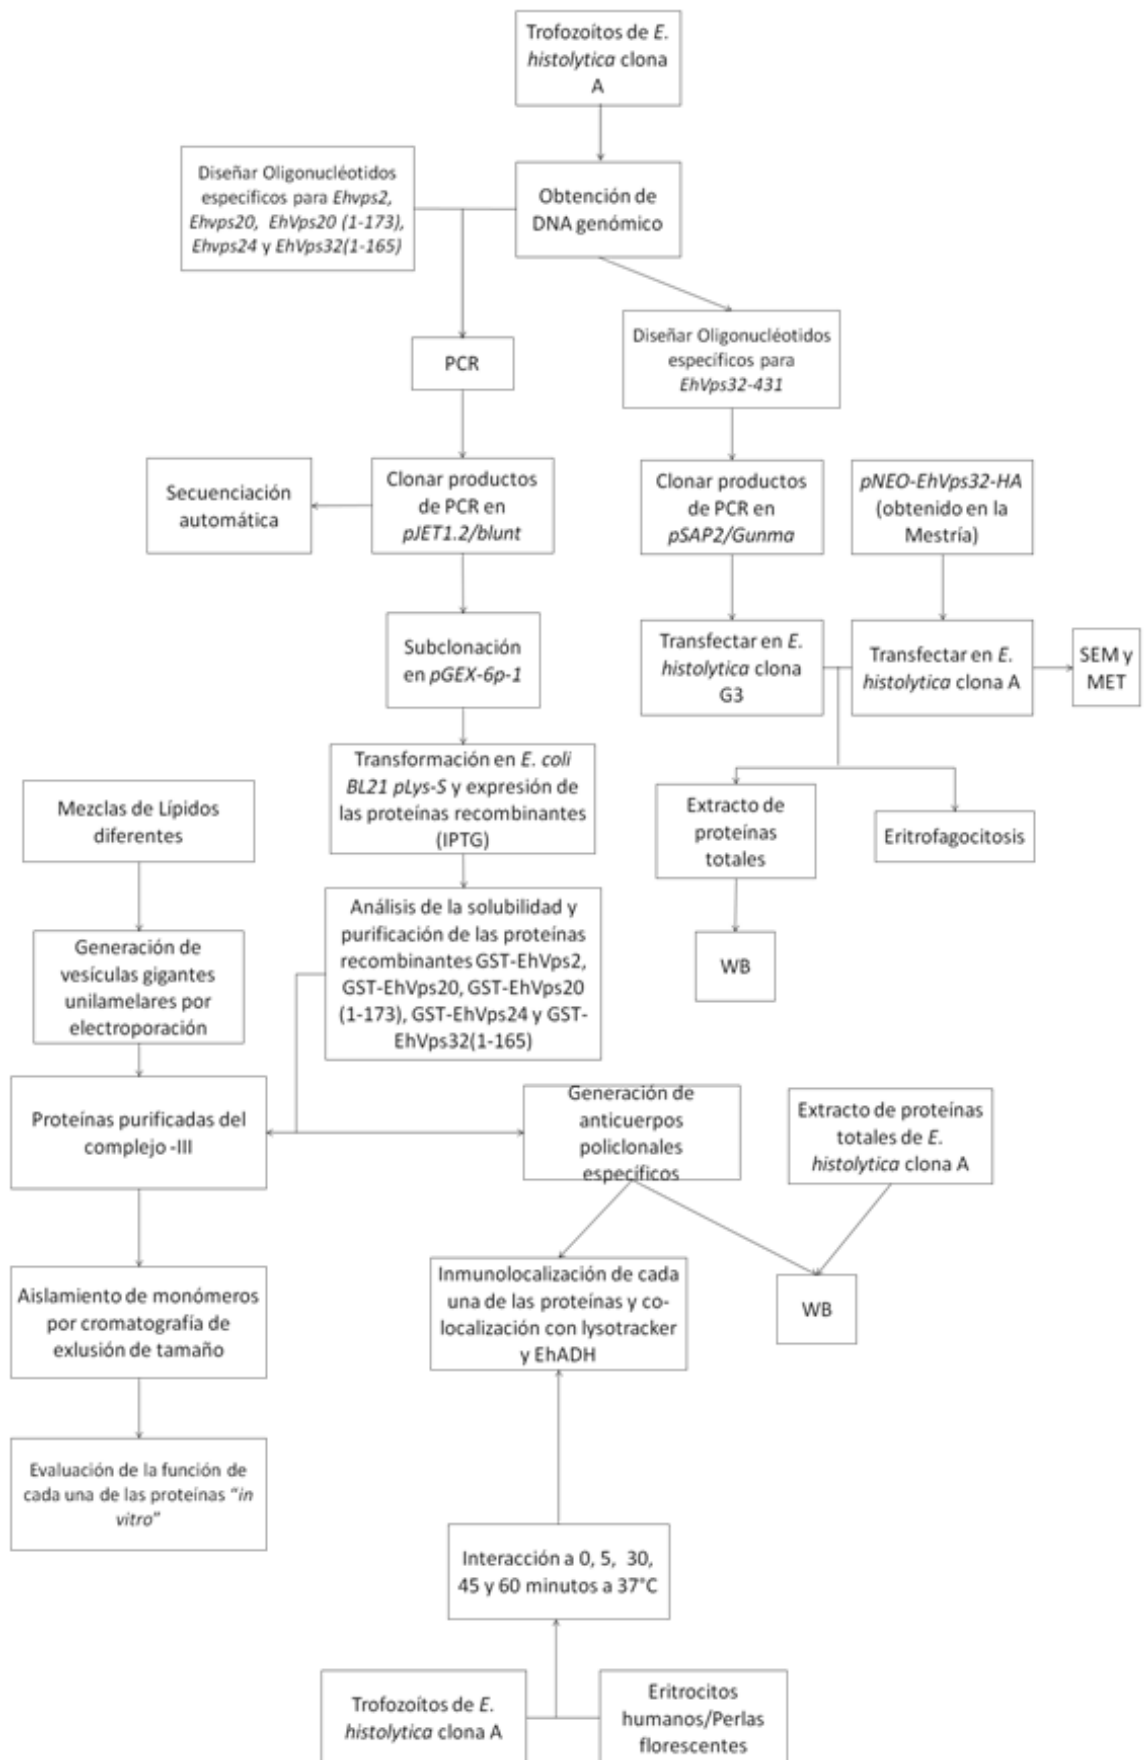 Trofozoítos de E.
histolytica clona
A
Diseñar Oligonucléotidos
especificos para Ehvps2,
Ehvps20, EhVps20 (1-173),
Ehvps24 y EhVps32(1-165)
Obtención de
DNA genómico
PCR
Diseñar Oligonucléotidos
específicos para
EhVps32-431
Secuenciación
automática
Clonar productos
de PCR en
pJET1.2/blunt
Clonar productos
de PCR en
pSAP2/Gunma
pNEO-EhVps32-HA
(obtenido en la
Mestría)
Subclonación
en pGEX-6p-1
Transfectar en E.
histolytica clona
G3
Transfectar en E.
histolytica clona A
SEM y
MET
Transformación en E. coli
BL21 pLys-S y expresión de
las proteínas recombinantes
(IPTG)
Extracto de
proteínas
totales
Eritrofagocitosis
WB
Mezclas de Lípidos
diferentes
Generación de
vesículas gigantes
unilamelares por
electroporación
Análisis de la solubilidad y
purificación de las proteínas
recombinantes GST-EhVps2,
GST-EhVps20, GST-EhVps20
(1-173), GST-EhVps24 y GST-
EhVps32(1-165)
Proteínas purificadas del
complejo -III
Generación de
anticuerpos
policlonales
específicos
Extracto de proteínas
totales de E.
histolytica clona A
Aislamiento de monómeros
por cromatografía de
exlusión de tamaño
Inmunolocalización de cada
una de las proteínas y co-
localización con lysotracker
y EhADH
WB
Evaluación de la función de
cada una de las proteínas "in
vitro"
Interacción a 0, 5, 30,
45 y 60 minutos a 37°C
Trofozoítos de E.
histolytica clona A
Eritrocitos
humanos/Perlas
florescentes